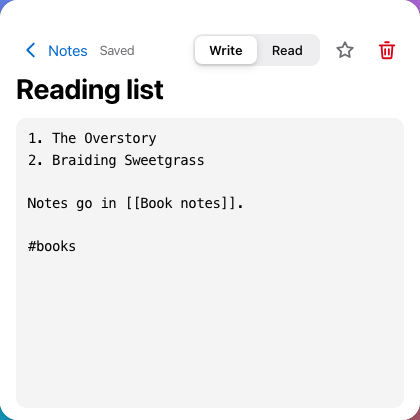 Notes Saved Write Read
Reading list
1. The Overstory
2. Braiding Sweetgrass
Notes go in [[Book notes]].
#books